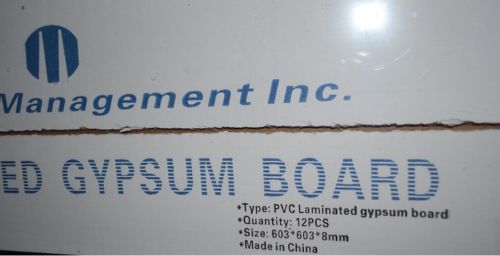 Management Inc.
ED GYPSUM BOARD
*Type: PVC Laminated gypsum board
*Quantity: 12PCS
*Size: 603*603*8mm
*Made in China